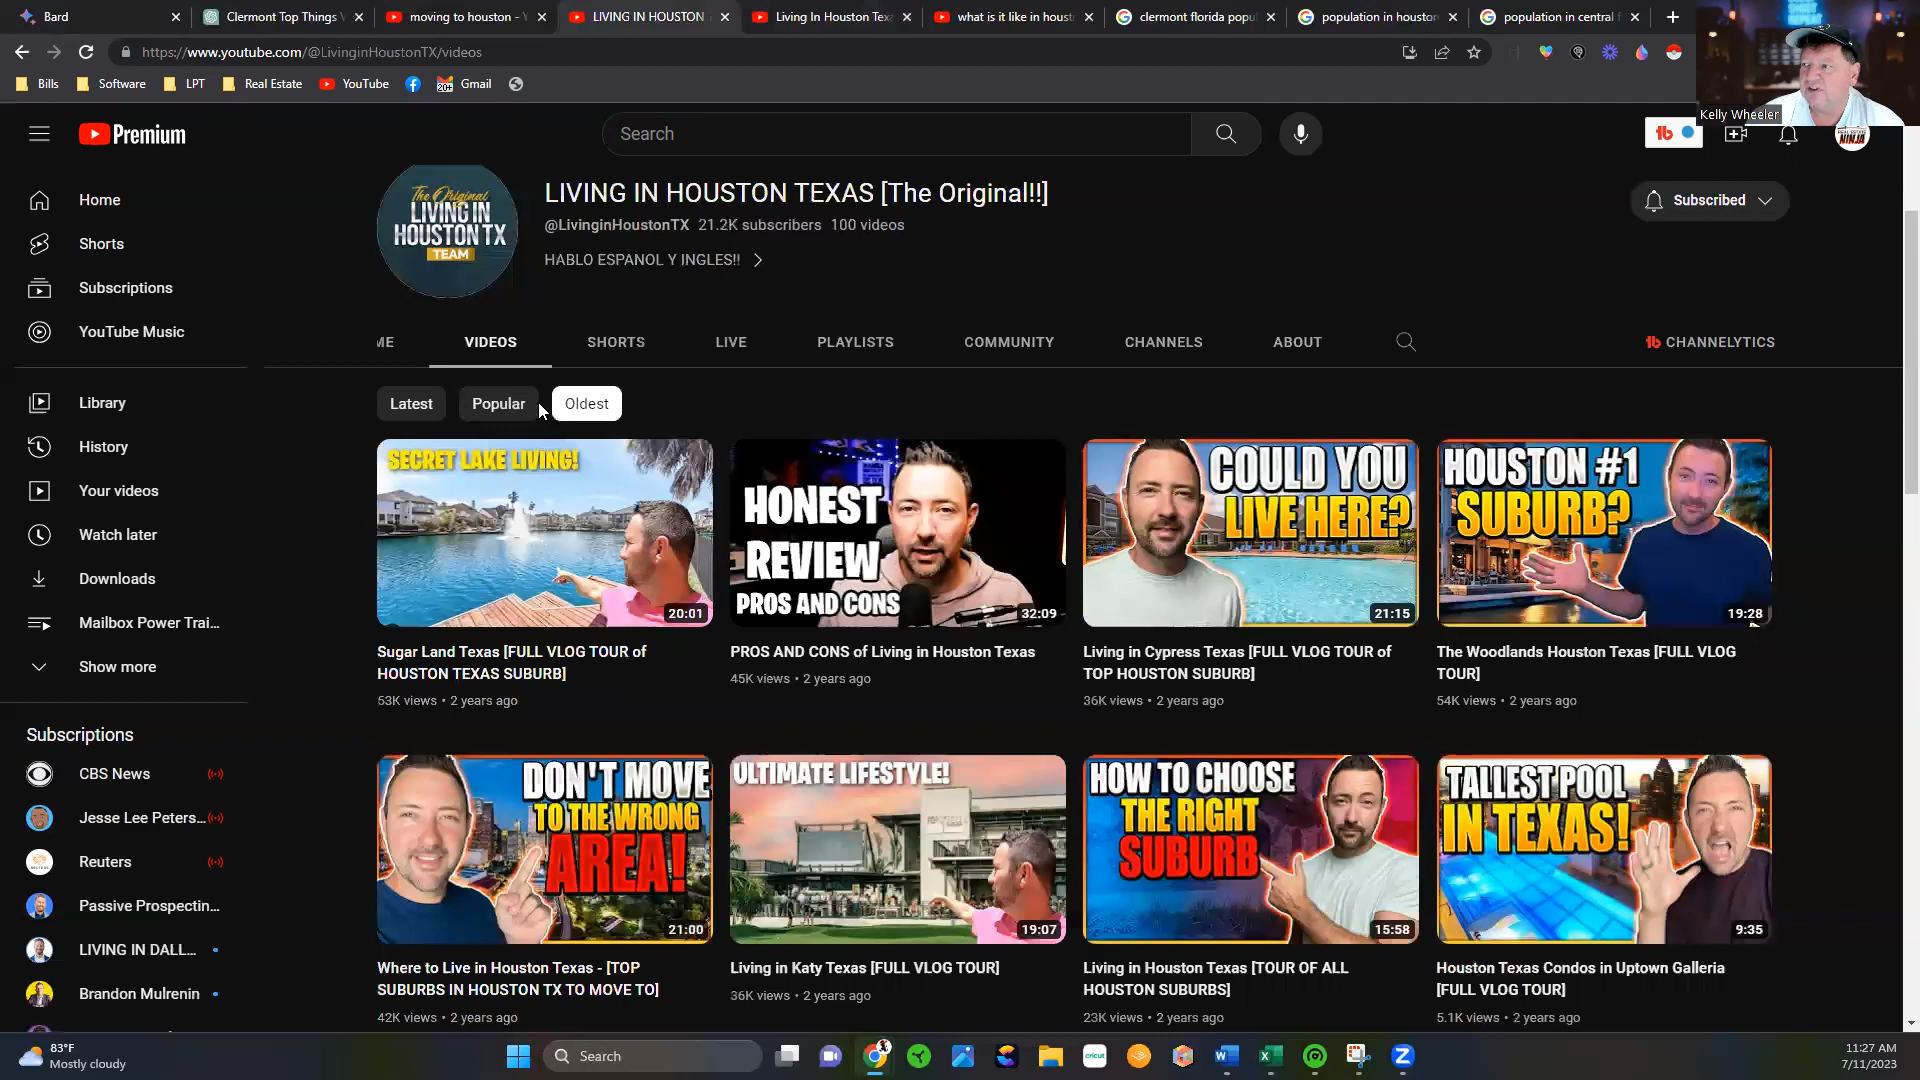 Bard
Clermont Top Things V
moving to houston - Y
LIVING IN HOUSTON
Living In Houston Tex
what is it like in houst
clermont florida popu
population in houston
population in central f
https://www.youtube.com/@LivinginHoustonTX/videos
Bills
Software
LPT
Real Estate
YouTube
20+
Gmail
Kelly Wheeler
Premium
Search
Home
Shorts
Subscriptions
YouTube Music
Library
History
Your videos
Watch later
Downloads
Mailbox Power Trai...
Show more
Subscriptions
CBS News
Jesse Lee Peters...
Reuters
Passive Prospectin...
LIVING IN DALL...
Brandon Mulrenin
The Original
LIVING IN
HOUSTON TX
TEAM
LIVING IN HOUSTON TEXAS [The Original!!]
@LivinginHoustonTX 21.2K subscribers 100 videos
HABLO ESPANOL Y INGLES!!
Subscribed
ME
VIDEOS
SHORTS
LIVE
PLAYLISTS
COMMUNITY
CHANNELS
ABOUT
CHANNELYTICS
Latest
Popular
Oldest
SECRET LAKE LIVING!
20:01
Sugar Land Texas [FULL VLOG TOUR of
HOUSTON TEXAS SUBURB]
53K views • 2 years ago
HONEST
REVIEW
PROS AND CONS
32:09
PROS AND CONS of Living in Houston Texas
45K views • 2 years ago
COULD YOU
LIVE HERE?
21:15
Living in Cypress Texas [FULL VLOG TOUR of
TOP HOUSTON SUBURB]
36K views • 2 years ago
HOUSTON #1
SUBURB?
19:28
The Woodlands Houston Texas [FULL VLOG
TOUR]
54K views • 2 years ago
DON'T MOVE
TO THE WRONG
AREA!
21:00
Where to Live in Houston Texas - [TOP
SUBURBS IN HOUSTON TX TO MOVE TO]
42K views • 2 years ago
ULTIMATE LIFESTYLE!
19:07
Living in Katy Texas [FULL VLOG TOUR]
36K views • 2 years ago
HOW TO CHOOSE
THE RIGHT
SUBURB
15:58
Living in Houston Texas [TOUR OF ALL
HOUSTON SUBURBS]
23K views • 2 years ago
TALLEST POOL
IN TEXAS!
9:35
Houston Texas Condos in Uptown Galleria
[FULL VLOG TOUR]
5.1K views • 2 years ago
83°F
Mostly cloudy
Search
cricut
11:27 AM
7/11/2023